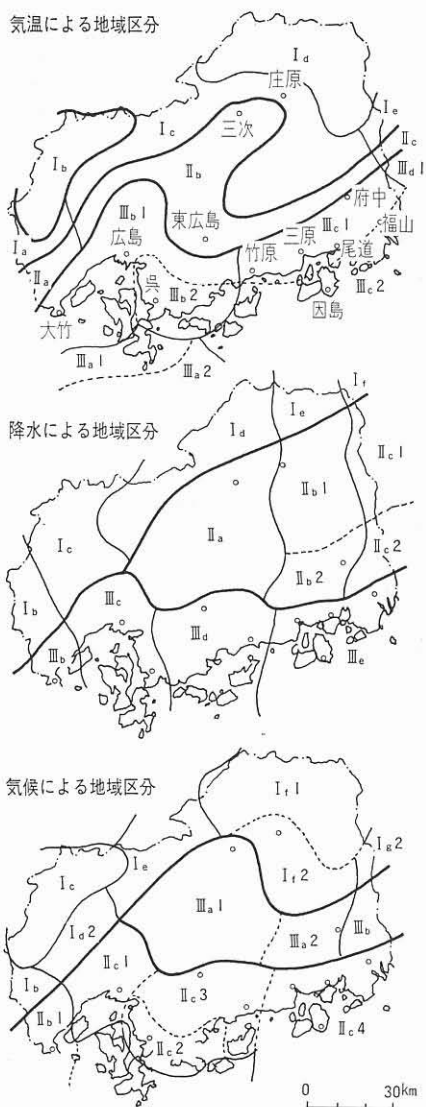 気温による地域区分
Ⅰd
庄原
Ⅰe
Ⅰc
三次
Ⅱc
Ⅰb
Ⅱb
Ⅲd1
府中
Ⅲb1
東広島
Ⅲc1
福山
Ⅰa
広島
竹原
三原
尾道
Ⅱa
呉
Ⅲb2
Ⅲc2
大竹
因島
Ⅲa1
Ⅲa2
降水による地域区分
Ⅰf
Ⅰe
Ⅰd
Ⅱc1
Ⅱb1
Ⅰc
Ⅱa
Ⅱc2
Ⅱb2
Ⅰb
Ⅲc
Ⅲd
Ⅲb
Ⅲe
気候による地域区分
Ⅰf1
Ⅰe
Ⅰg2
Ⅰc
Ⅰf2
Ⅲa1
Ⅰd2
Ⅲa2
Ⅲb
Ⅱc1
Ⅰb
Ⅱc3
Ⅱb1
Ⅱc4
Ⅱc2
0 30km